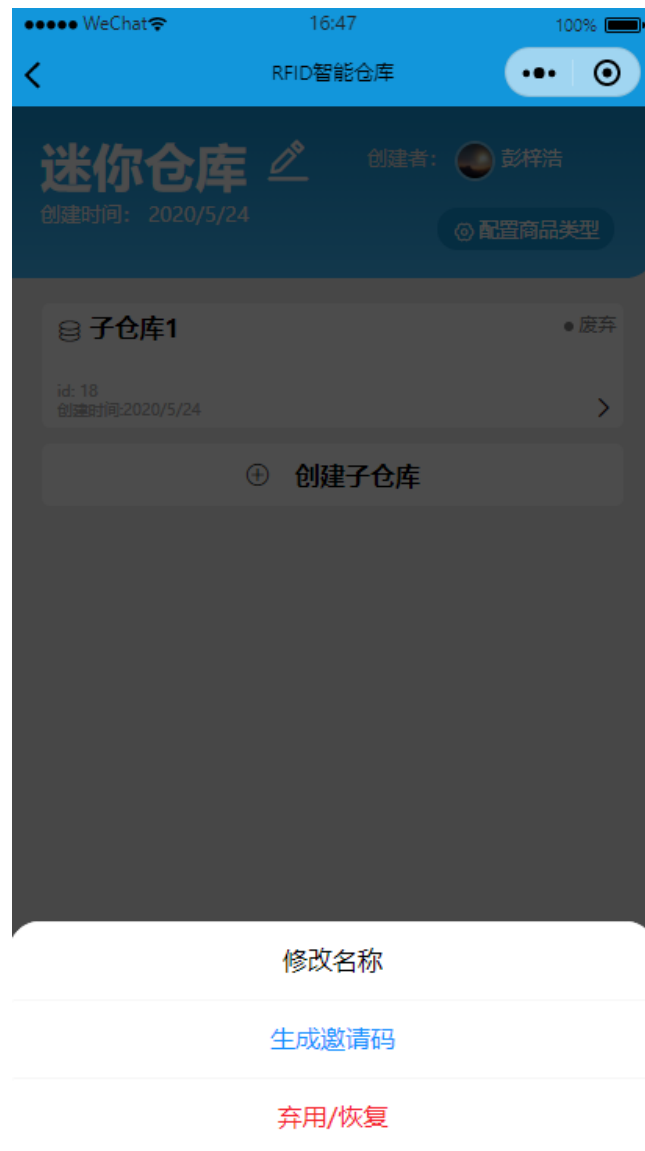 ●●●●● WeChat 16:47 100%
RFID智能仓库
迷你仓库 创建者: 彭梓浩
创建时间: 2020/5/24
配置商品类型
子仓库1 废弃
id: 18
创建时间:2020/5/24
创建子仓库
修改名称
生成邀请码
弃用/恢复